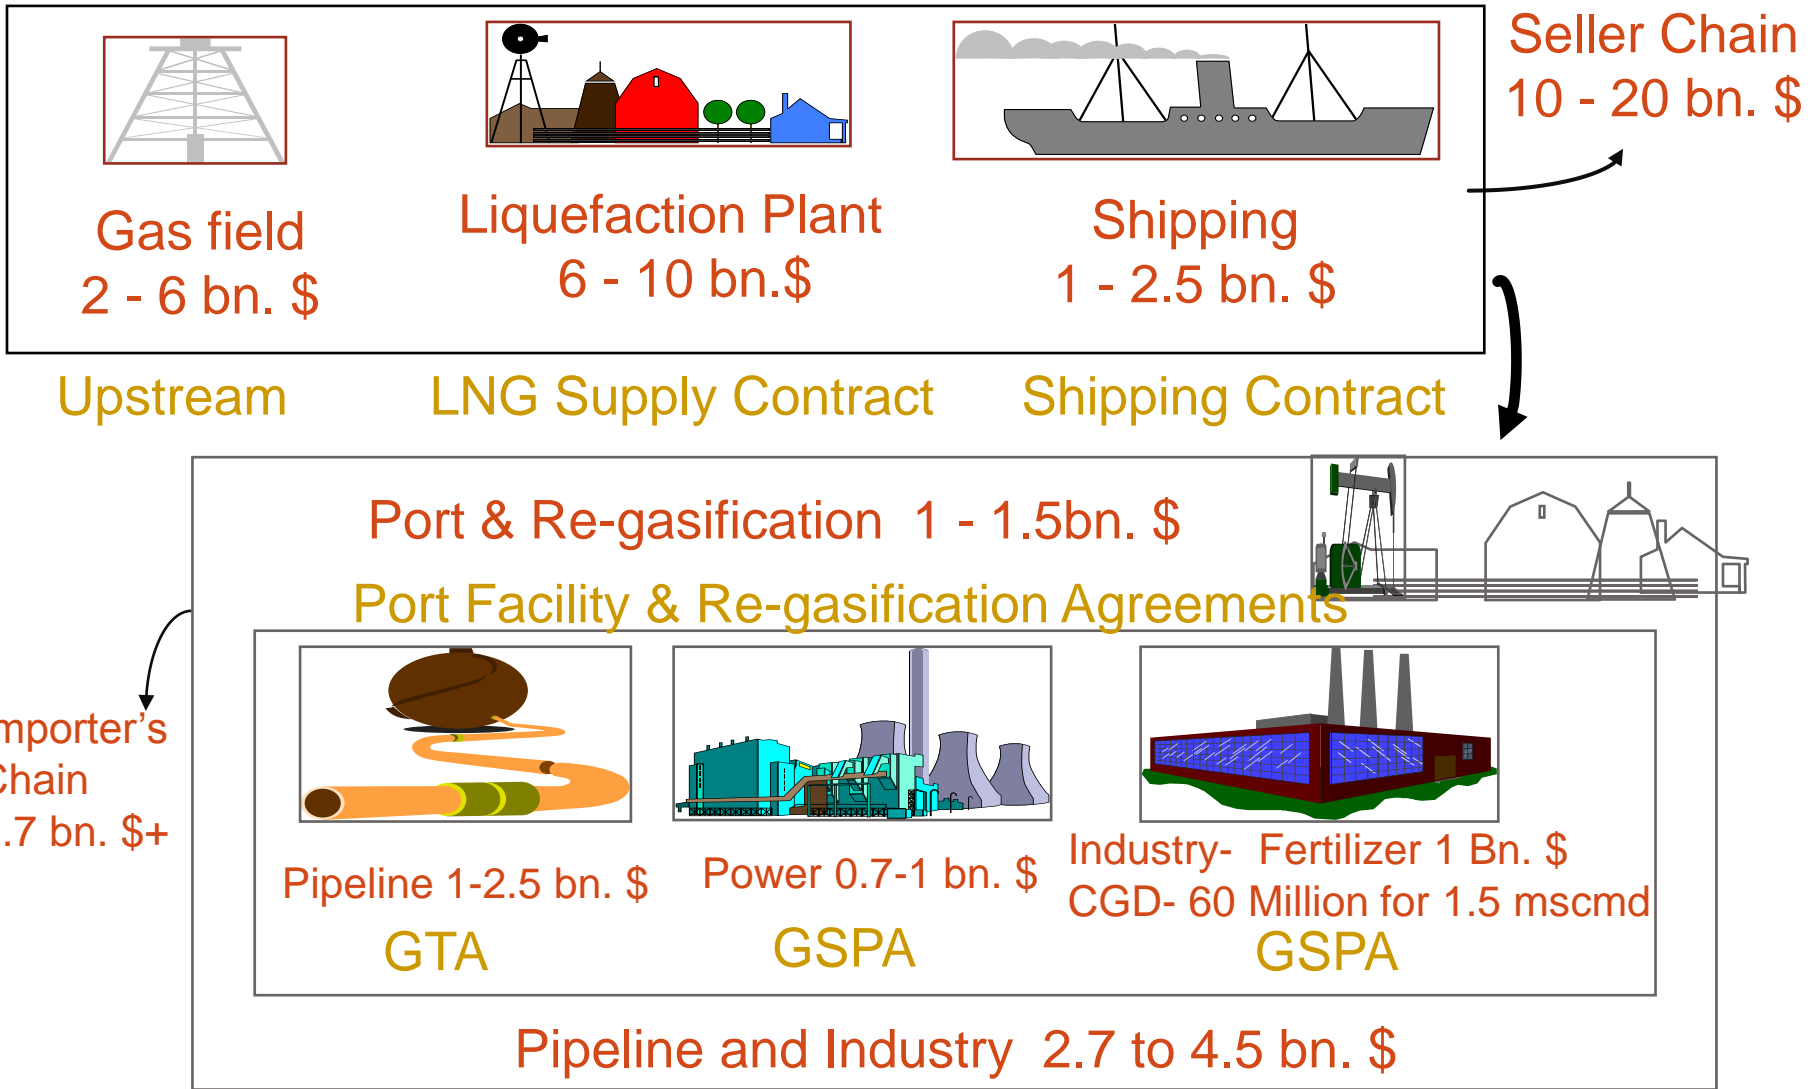 Seller Chain
10 - 20 bn. $
Gas field
2 - 6 bn. $
Liquefaction Plant
6 - 10 bn.$
Shipping
1 - 2.5 bn. $
Upstream
LNG Supply Contract
Shipping Contract
Port & Re-gasification 1 - 1.5bn. $
Port Facility & Re-gasification Agreements
mporter's
Chain
.7 bn. $+
Pipeline 1-2.5 bn. $
GTA
Power 0.7-1 bn. $
GSPA
Industry- Fertilizer 1 Bn. $
CGD- 60 Million for 1.5 mscmd
GSPA
Pipeline and Industry 2.7 to 4.5 bn. $